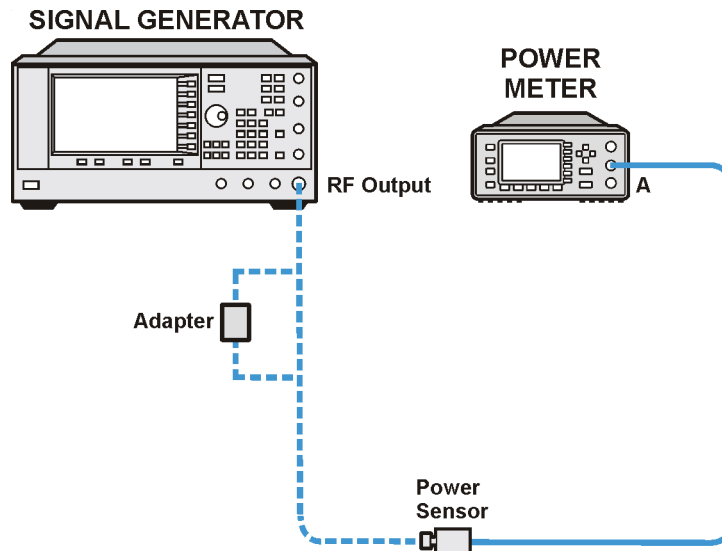 SIGNAL GENERATOR
POWER
METER
RF Output
A
Adapter
Power
Sensor